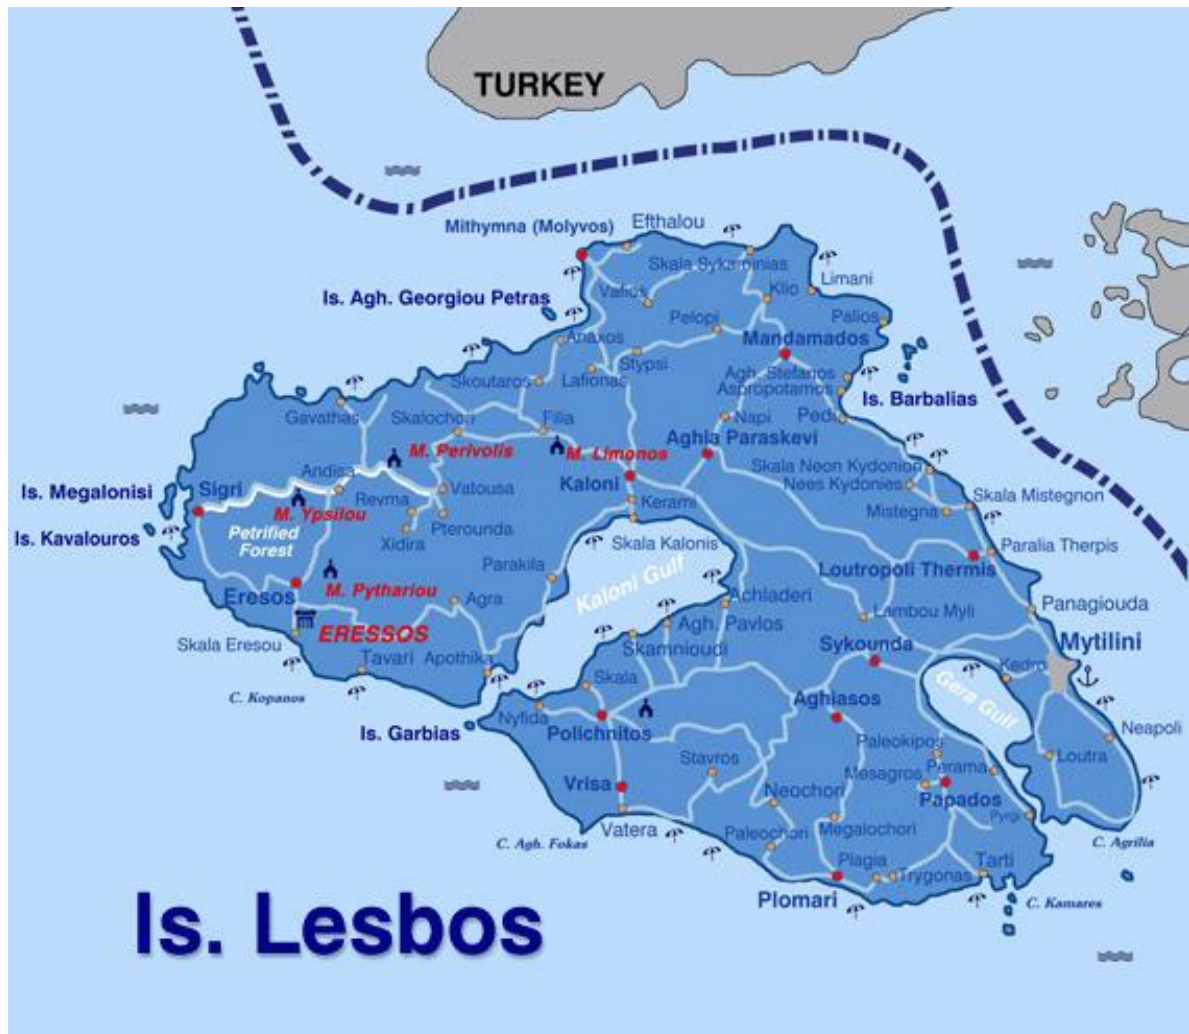 TURKEY
Mithymna (Molyvos)
Efthalou
Skala Sykaminias
Limani
Is. Agh. Georgiou Petras
Vafios
Klio
Palios
Pelopi
Anaxos
Mandamados
Stypsi
Lafionas
Skoutaros
Agh. Stefanos
Aspropotamos
Is. Barbalias
Gavathas
Skalochori
Filia
Napi
Pedi
Aghia Paraskevi
M. Perivolis
M. Limonos
Andisa
Skala Neon Kydonion
Nees Kydonies
Is. Megalonisi
Sigri
Kaloni
Vatousa
Revma
Kerami
Skala Mistegnon
Mistegna
M. Ypsilou
Pterounda
Is. Kavalouros
Petrified
Forest
Xidira
Skala Kalonis
Paralia Therpis
Parakila
Kaloni Gulf
Loutropoli Thermis
Eresos
M. Pythariou
Agra
Achladeri
Lambou Myli
Panagiouda
ERESSOS
Agh. Pavlos
Skala Eresou
Skamnioudi
Sykounda
Mytilini
Tavari
Apothika
Kedro
Skala
C. Kopanos
Gera Gulf
Aghiasos
Nyfida
Is. Garbias
Polichnitos
Neapoli
Paleokipos
Stavros
Loutra
Perama
Mesagros
Vrisa
Neochori
Papados
Pyrgi
Vatera
Paleochori
Megalochori
C. Agh. Fokas
C. Agrilia
Plagia
Trygonas
Tarti
Plomari
C. Kamares
Is. Lesbos